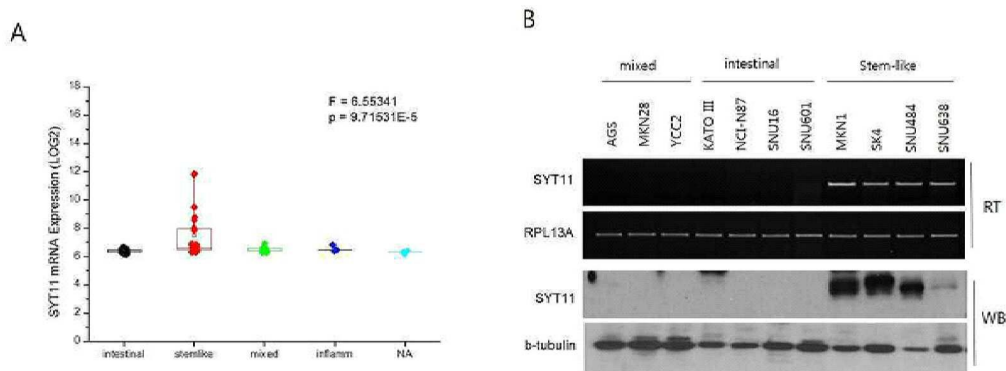 A
SYT11 mRNA Expression (LOG2)
18
16
14
12
10
8
6
4
2
0
F = 6.55341
p = 9.71531E-5
intestinal stemlike mixed inflamm NA
B
mixed intestinal Stem-like
AGS MKN28 YCC2 KATO III NCI-N87 SNU16 SNU601 MKN1 SK4 SNU484 SNU638
SYT11
RPL13A
RT
SYT11
b-tubulin
WB